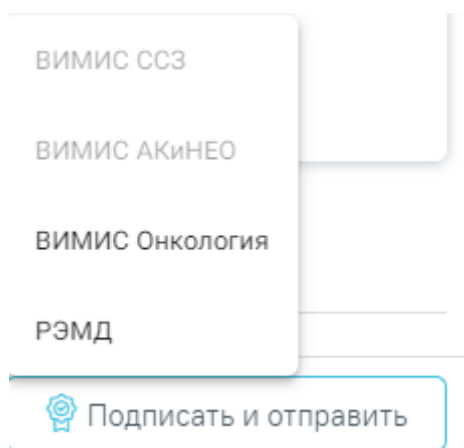 ВИМИС ССЗ
ВИМИС АКиНЕО
ВИМИС Онкология
РЭМД
Подписать и отправить